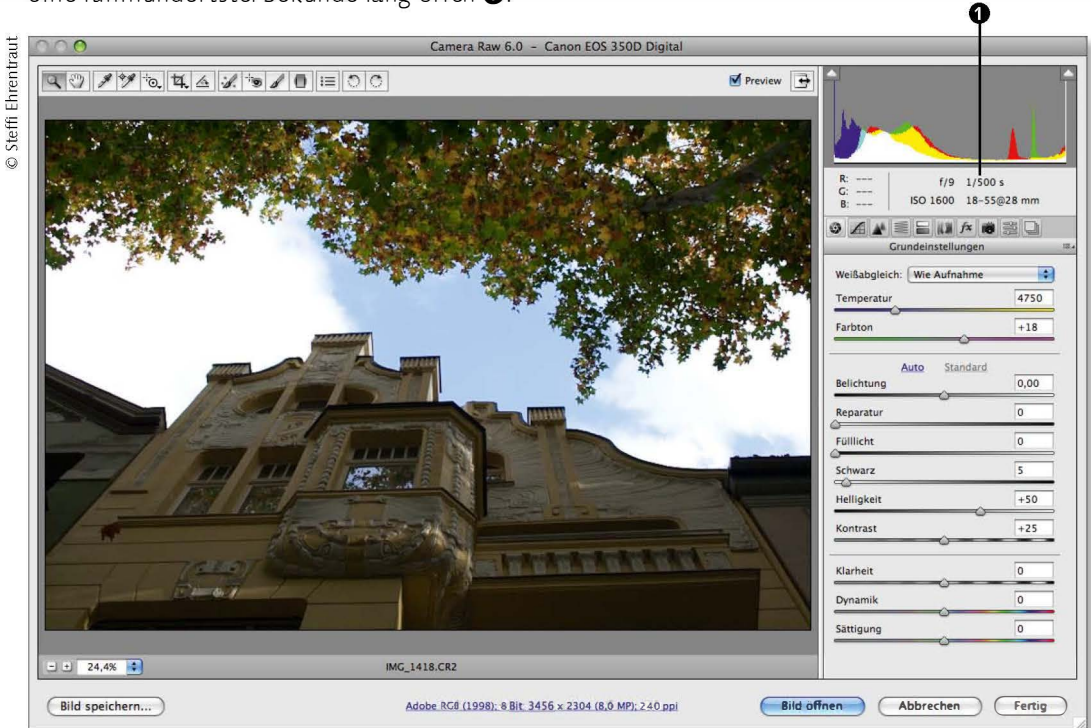 ❶
© Steffi Ehrentraut
Camera Raw 6.0 – Canon EOS 350D Digital
Preview
R: ---
G: ---
B: ---
f/9 1/500 s
ISO 1600 18-55@28 mm
Grundeinstellungen
Weißabgleich: Wie Aufnahme
Temperatur 4750
Farbton +18
Auto Standard
Belichtung 0,00
Reparatur 0
Fülllicht 0
Schwarz 5
Helligkeit +50
Kontrast +25
Klarheit 0
Dynamik 0
Sättigung 0
24,4% IMG_1418.CR2
Bild speichern... Adobe RGB (1998); 8 Bit; 3456 x 2304 (8,0 MP); 240 ppi Bild öffnen Abbrechen Fertig